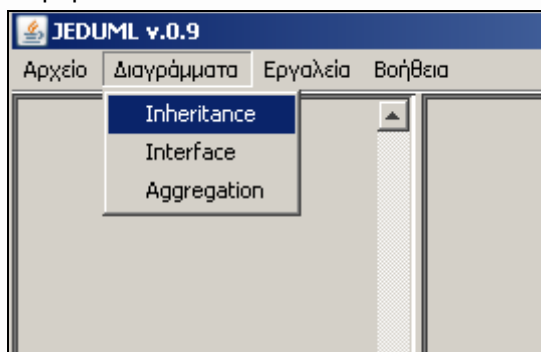 JEDUML v.0.9
Αρχείο Διαγράμματα Εργαλεία Βοήθεια
Inheritance
Interface
Aggregation